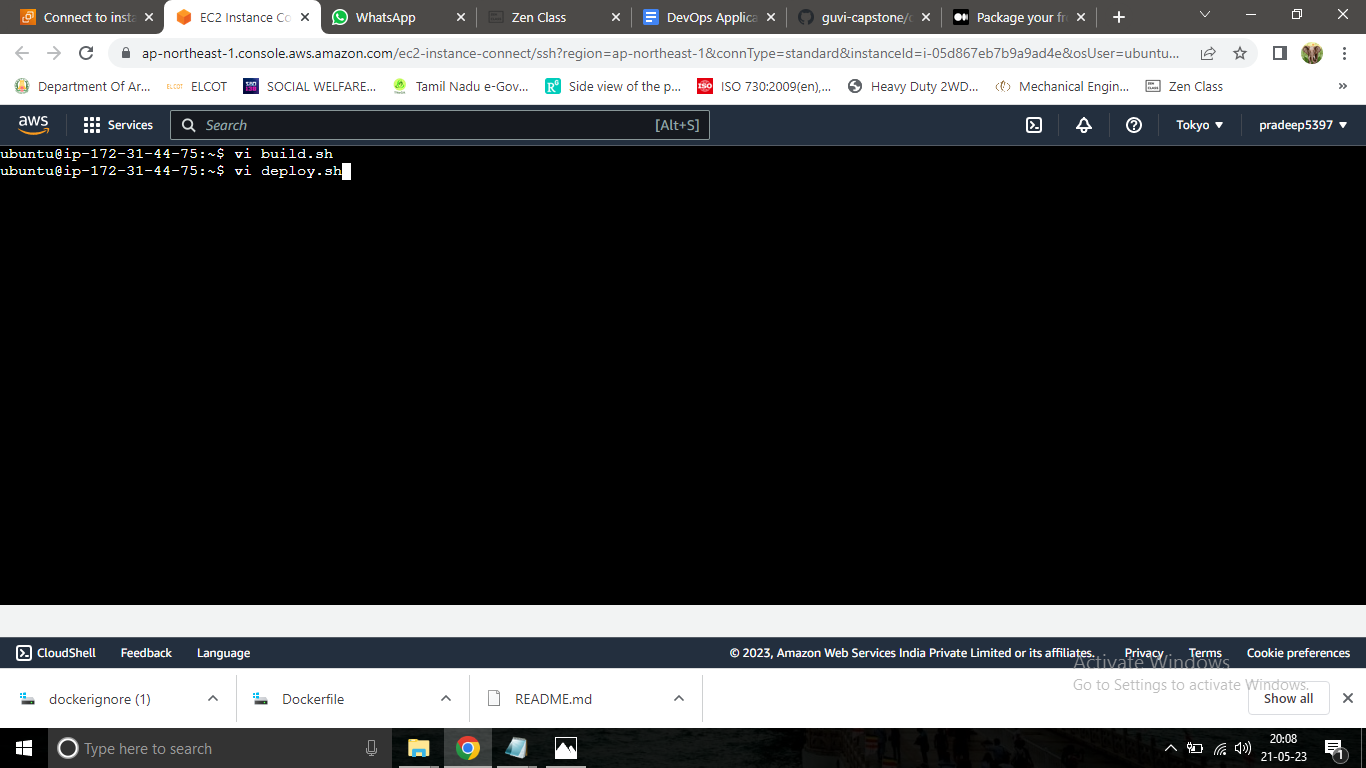 Connect to insta
EC2 Instance Co
WhatsApp
Zen Class
DevOps Applica
guvi-capstone/d
Package your fr
ap-northeast-1.console.aws.amazon.com/ec2-instance-connect/ssh?region=ap-northeast-1&connType=standard&instanceId=i-05d867eb7b9a9ad4e&osUser=ubuntu...
Department Of Ar...
ELCOT
ELCOT
SOCIAL WELFARE...
Tamil Nadu e-Gov...
Side view of the p...
ISO
ISO 730:2009(en),...
Heavy Duty 2WD...
Mechanical Engin...
Zen Class
»
aws
Services
Search
[Alt+S]
Tokyo
pradeep5397
ubuntu@ip-172-31-44-75:~$ vi build.sh
ubuntu@ip-172-31-44-75:~$ vi deploy.sh
CloudShell
Feedback
Language
© 2023, Amazon Web Services India Private Limited or its affiliates.
Privacy
Terms
Cookie preferences
Activate Windows
Go to Settings to activate Windows.
dockerignore (1)
Dockerfile
README.md
Show all
Type here to search
20:08
21-05-23
1